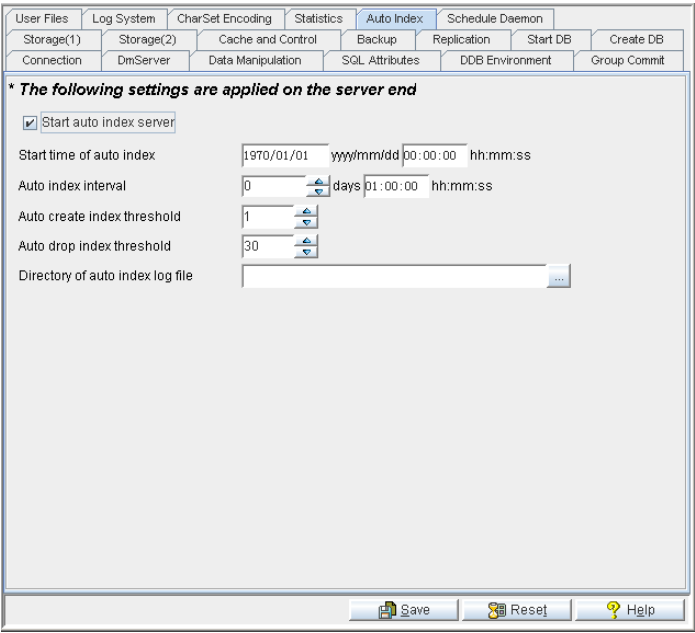 User Files Log System CharSet Encoding Statistics Auto Index Schedule Daemon
Storage(1) Storage(2) Cache and Control Backup Replication Start DB Create DB
Connection DmServer Data Manipulation SQL Attributes DDB Environment Group Commit
* The following settings are applied on the server end
Start auto index server
Start time of auto index 1970/01/01 yyyy/mm/dd 00:00:00 hh:mm:ss
Auto index interval 0 days 01:00:00 hh:mm:ss
Auto create index threshold 1
Auto drop index threshold 30
Directory of auto index log file ...
Save Reset Help